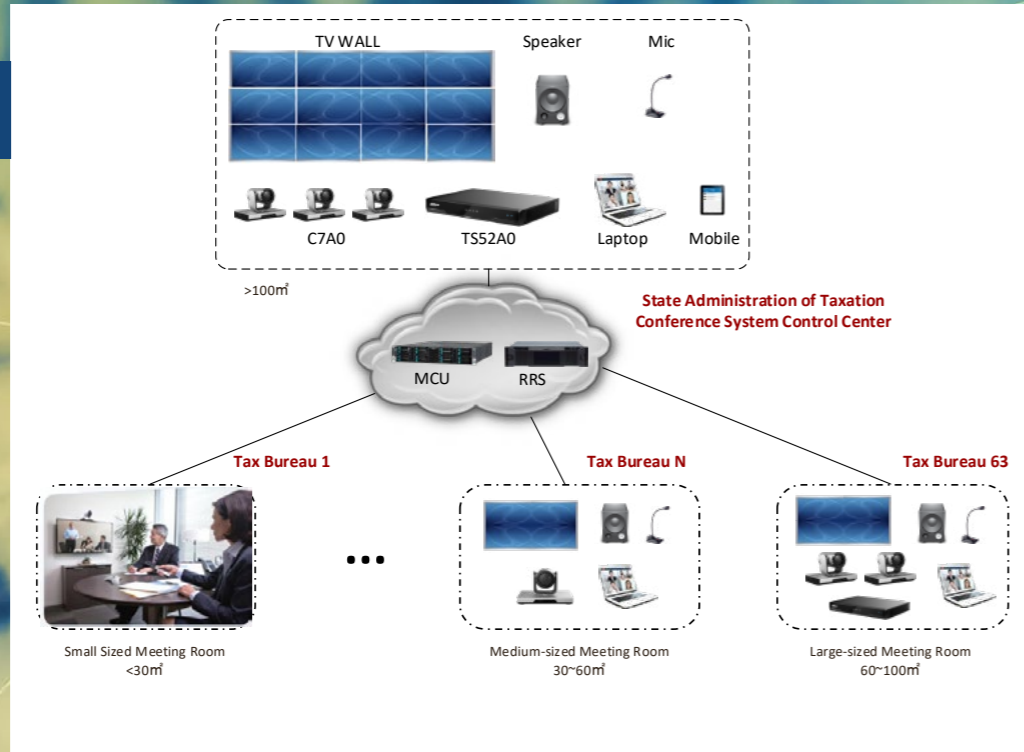 TV WALL
Speaker
Mic
C7A0
TS52A0
Laptop
Mobile
>100㎡
State Administration of Taxation
Conference System Control Center
MCU
RRS
Tax Bureau 1
Tax Bureau N
Tax Bureau 63
...
Small Sized Meeting Room
<30㎡
Medium-sized Meeting Room
30~60㎡
Large-sized Meeting Room
60~100㎡